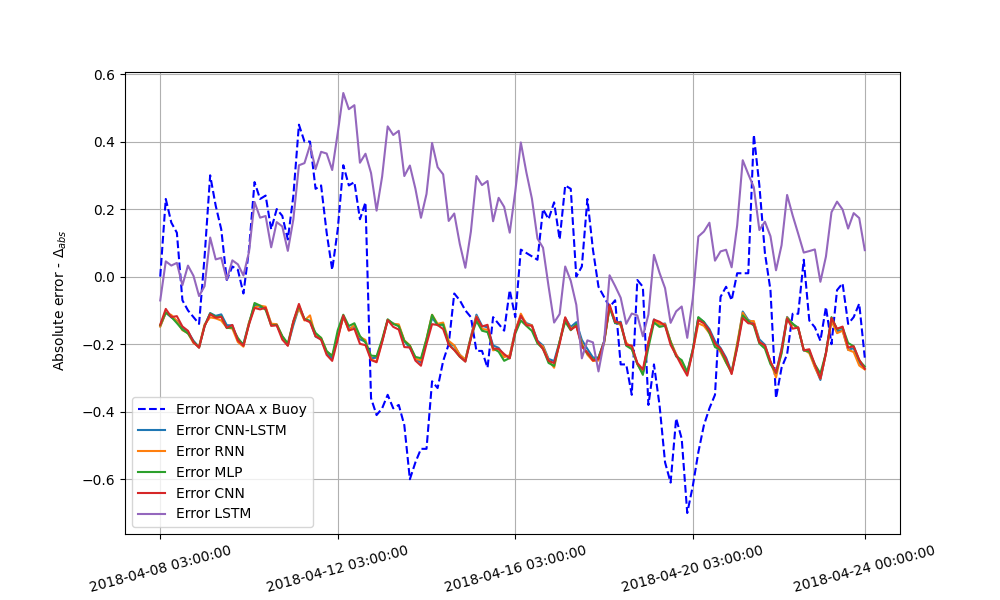 0.6
0.4
0.2
0.0
−0.2
−0.4
−0.6
Absolute error - Δabs
Error NOAA x Buoy
Error CNN-LSTM
Error RNN
Error MLP
Error CNN
Error LSTM
2018-04-08 03:00:00
2018-04-12 03:00:00
2018-04-16 03:00:00
2018-04-20 03:00:00
2018-04-24 00:00:00